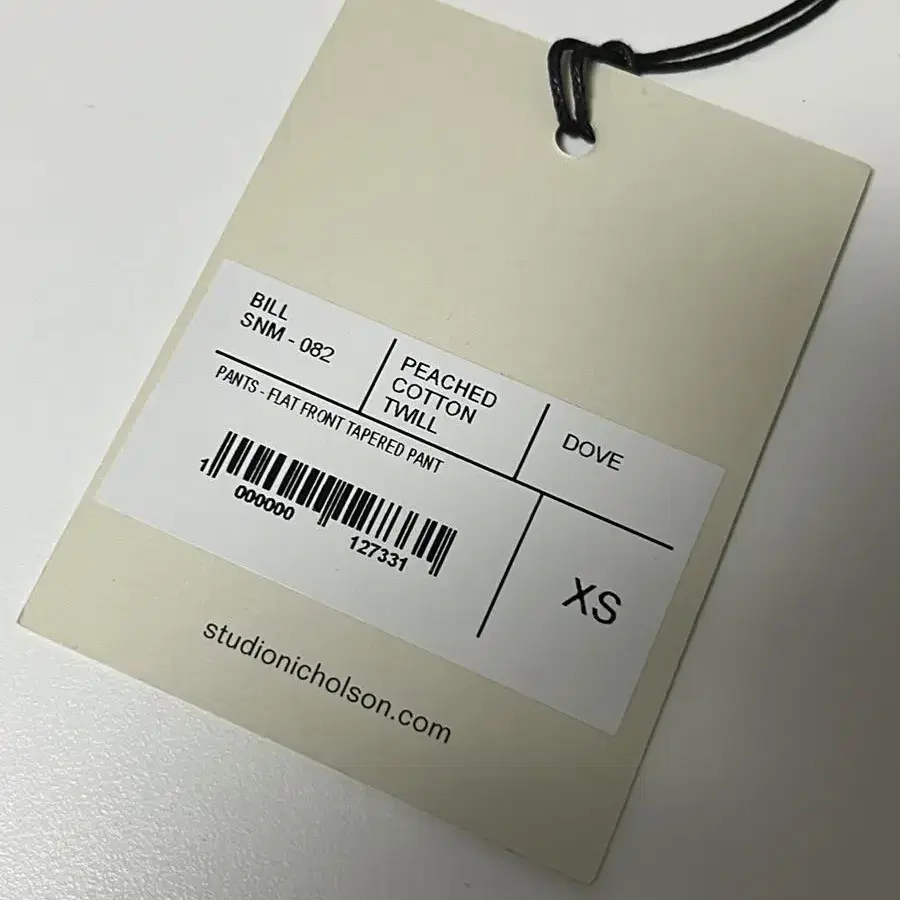 BILL
SNM - 082
PEACHED
COTTON
TWILL
DOVE
PANTS - FLAT FRONT TAPERED PANT
1 000000 127331
XS
studionicholson.com